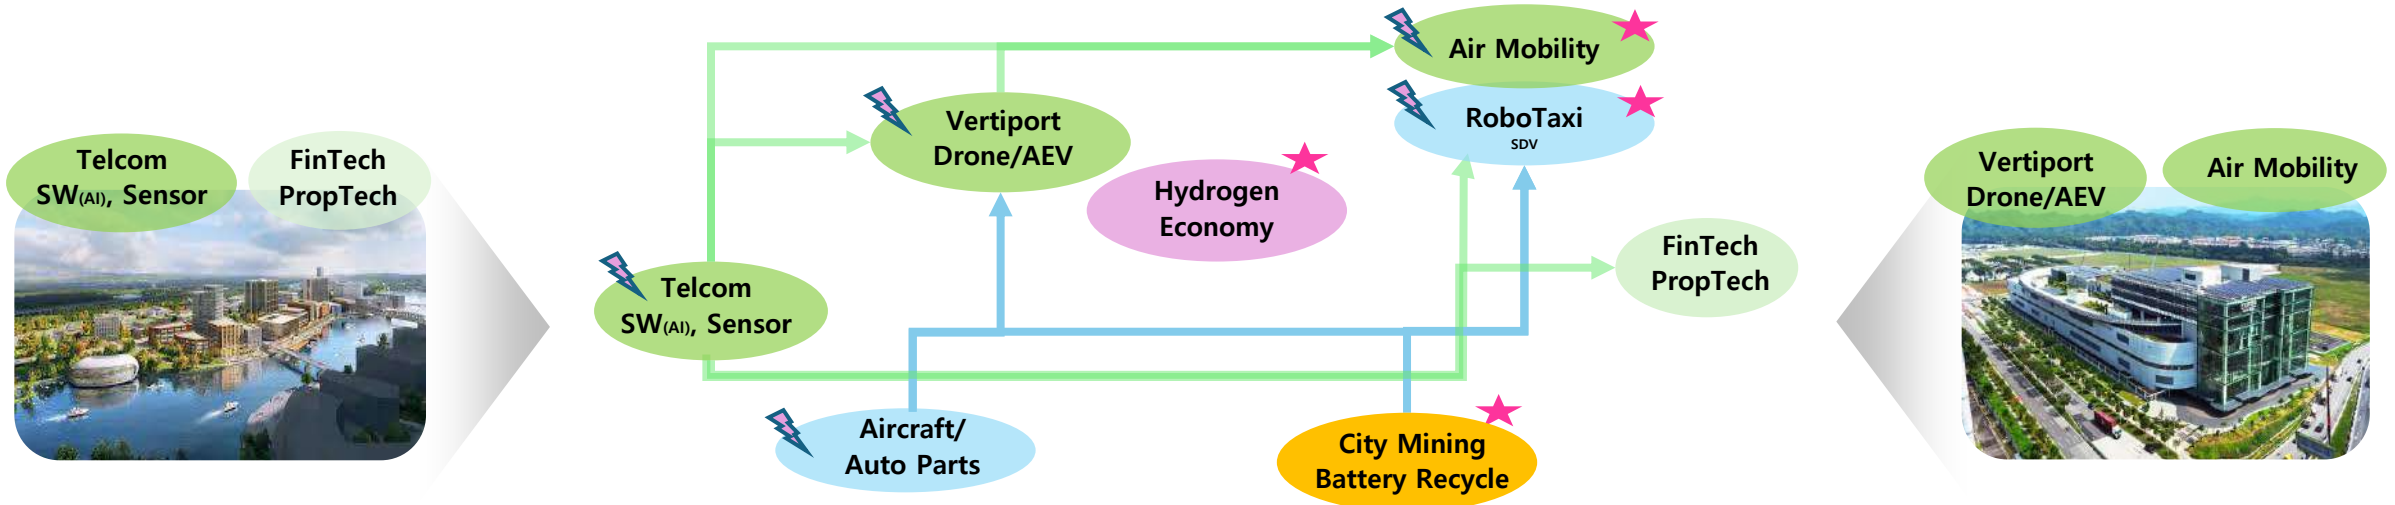 Telcom
SW(AI), Sensor
FinTech
PropTech
Telcom
SW(AI), Sensor
Vertiport
Drone/AEV
Hydrogen
Economy
Air Mobility
RoboTaxi
SDV
FinTech
PropTech
Aircraft/
Auto Parts
City Mining
Battery Recycle
Vertiport
Drone/AEV
Air Mobility